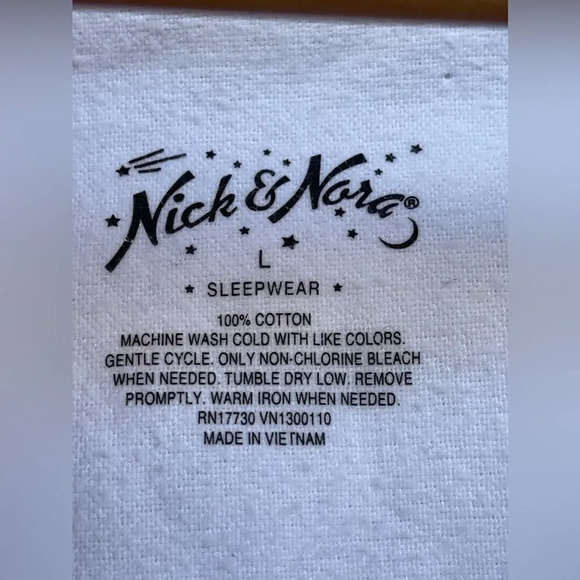 Nick & Nora®
L
★ SLEEPWEAR ★
100% COTTON
MACHINE WASH COLD WITH LIKE COLORS.
GENTLE CYCLE. ONLY NON-CHLORINE BLEACH
WHEN NEEDED. TUMBLE DRY LOW. REMOVE
PROMPTLY. WARM IRON WHEN NEEDED.
RN17730 VN1300110
MADE IN VIETNAM